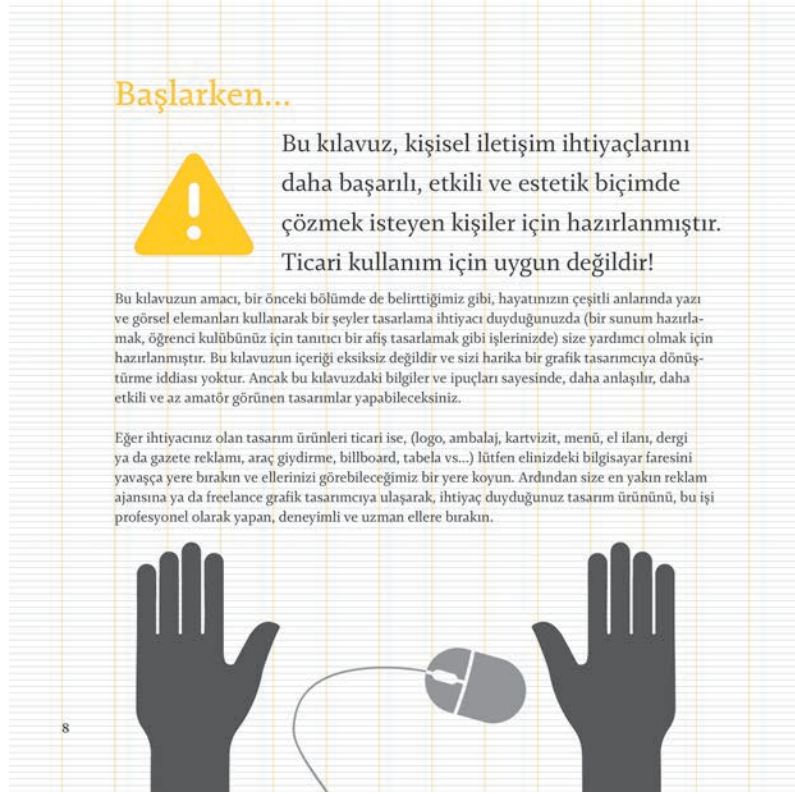 Başlarken...
Bu kılavuz, kişisel iletişim ihtiyaçlarını
daha başarılı, etkili ve estetik biçimde
çözmek isteyen kişiler için hazırlanmıştır.
Ticari kullanım için uygun değildir!
Bu kılavuzun amacı, bir önceki bölümde de belirttiğimiz gibi, hayatınızın çeşitli anlarında yazı
ve görsel elemanları kullanarak bir şeyler tasarlama ihtiyacı duyduğunuzda (bir sunum hazırla-
mak, öğrenci kulübünüz için tanıtıcı bir afiş tasarlamak gibi işlerinizde) size yardımcı olmak için
hazırlanmıştır. Bu kılavuzun içeriği eksiksiz değildir ve sizi harika bir grafik tasarımcıya dönüş-
türme iddiası yoktur. Ancak bu kılavuzdaki bilgiler ve ipuçları sayesinde, daha anlaşılır, daha
etkili ve az amatör görünen tasarımlar yapabileceksiniz.
Eğer ihtiyacınız olan tasarım ürünleri ticari ise, (logo, ambalaj, kartvizit, menü, el ilanı, dergi
ya da gazete reklamı, araç giydirme, billboard, tabela vs...) lütfen elinizdeki bilgisayar faresini
yavaşça yere bırakın ve ellerinizi görebileceğimiz bir yere koyun. Ardından size en yakın reklam
ajansına ya da freelance grafik tasarımcıya ulaşarak, ihtiyaç duyduğunuz tasarım ürününü, bu işi
profesyonel olarak yapan, deneyimli ve uzman ellere bırakın.
8